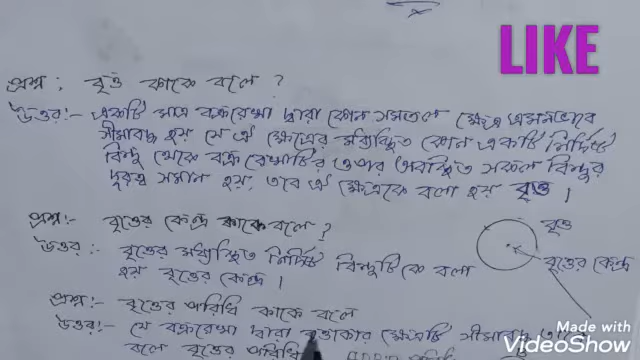 LIKE
প্রশ্ন : বৃত্ত কাকে বলে ?
উত্তর :- একটি মাত্র বক্ররেখা দ্বারা কোন সমতল ক্ষেত্র এমনভাবে
সীমাবদ্ধ হয় যে ঐ ক্ষেত্রের মধ্যস্থিত কোন একটি নির্দিষ্ট
বিন্দু থেকে বক্র রেখাটির ওপর অবস্থিত সকল বিন্দুর
দূরত্ব সমান হয়, তবে ঐ ক্ষেত্রকে বলা হয় বৃত্ত ।
প্রশ্ন :- বৃত্তের কেন্দ্র কাকে বলে ?
উত্তর :- বৃত্তের মধ্যস্থিত নির্দিষ্ট বিন্দুটিকে বলা
হয় বৃত্তের কেন্দ্র ।
বৃত্ত
বৃত্তের কেন্দ্র
প্রশ্ন :- বৃত্তের পরিধি কাকে বলে
উত্তর :- যে বক্ররেখা দ্বারা বৃত্তাকার ক্ষেত্রটি সীমাবদ্ধ
বলে বৃত্তের পরিধি
Made with
VideoShow